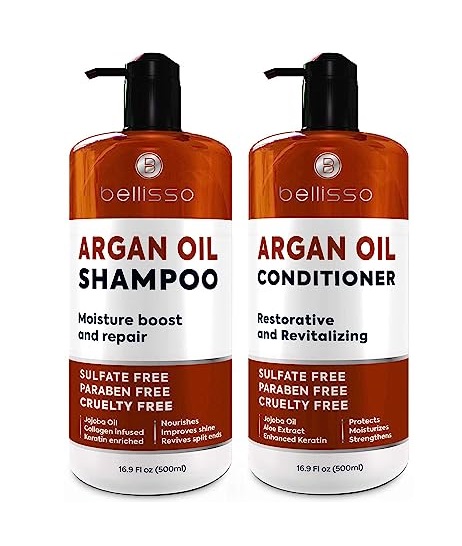 B
bellisso
ARGAN OIL
SHAMPOO
Moisture boost
and repair
SULFATE FREE
PARABEN FREE
CRUELTY FREE
Jojoba Oil
Collagen Infused
Keratin enriched
Nourishes
Improves shine
Revives split ends
16.9 Fl oz (500ml)
B
bellisso
ARGAN OIL
CONDITIONER
Restorative
and Revitalizing
SULFATE FREE
PARABEN FREE
CRUELTY FREE
Jojoba Oil
Aloe Extract
Enhanced Keratin
Protects
Moisturizes
Strengthens
16.9 Fl oz (500ml)